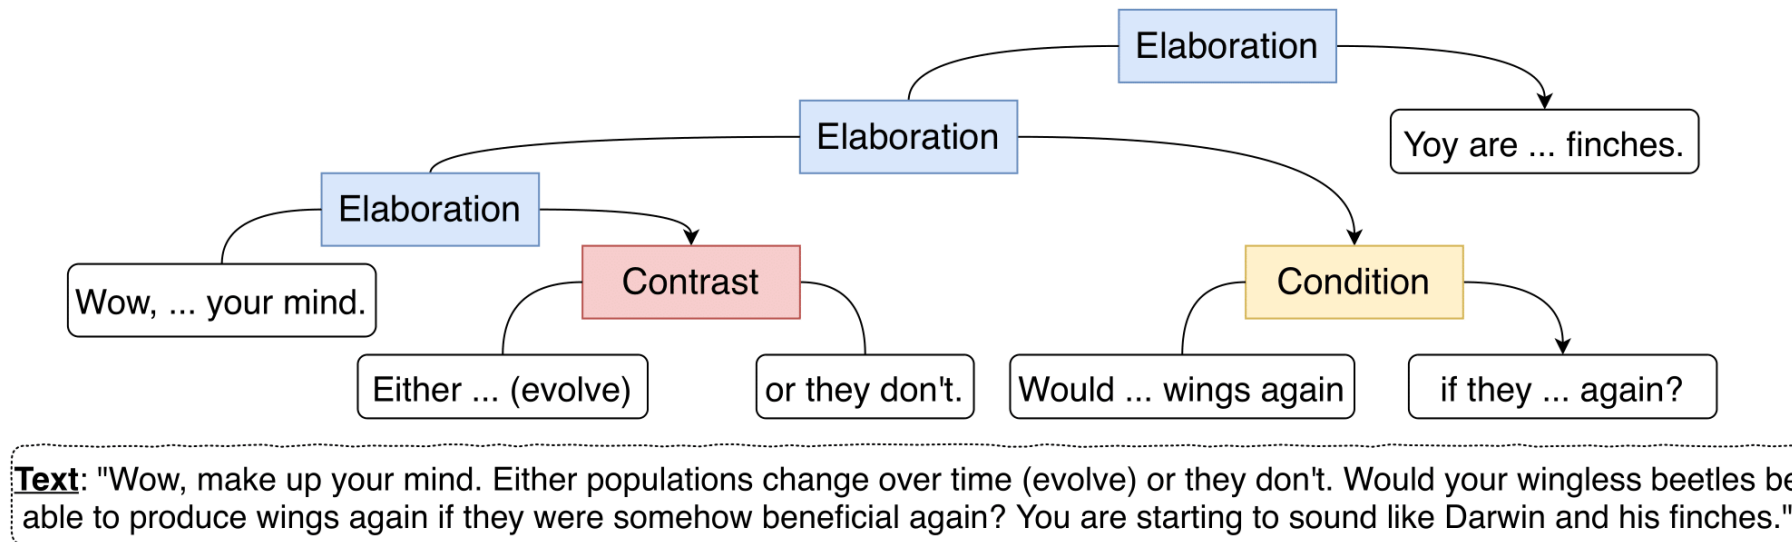 Elaboration
Elaboration
Yoy are ... finches.
Elaboration
Contrast
Condition
Wow, ... your mind.
Either ... (evolve)
or they don't.
Would ... wings again
if they ... again?
Text: "Wow, make up your mind. Either populations change over time (evolve) or they don't. Would your wingless beetles be
able to produce wings again if they were somehow beneficial again? You are starting to sound like Darwin and his finches."